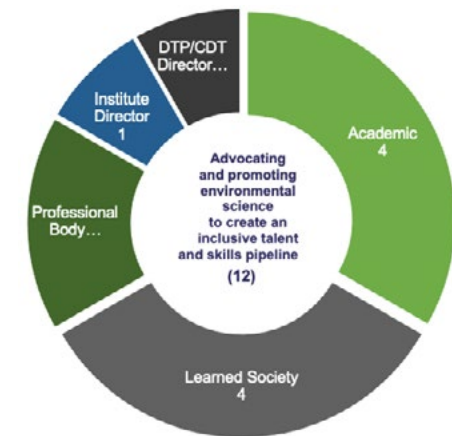 DTP/CDT
Director…
Institute
Director
1
Academic
4
Advocating
and promoting
environmental
science
to create an
inclusive talent
and skills pipeline
(12)
Professional
Body…
Learned Society
4